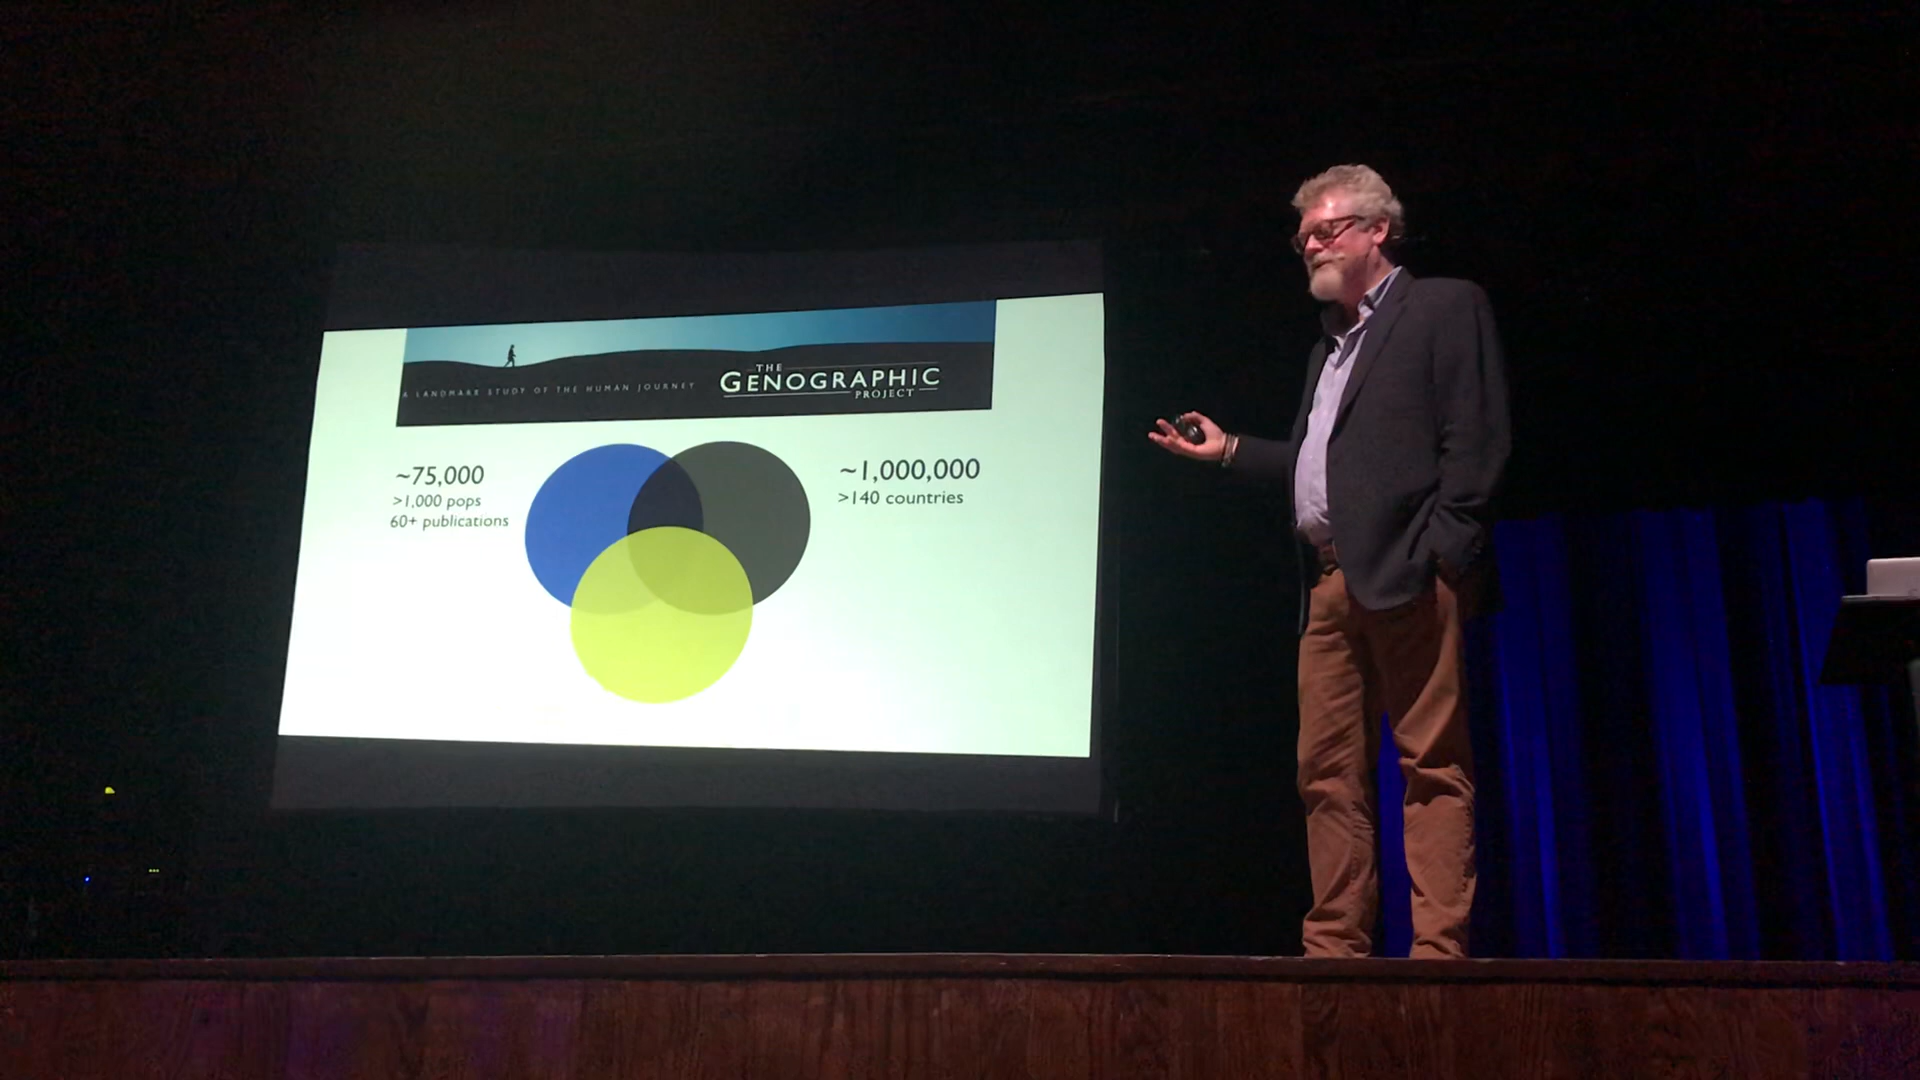 A LANDMARK STUDY OF THE HUMAN JOURNEY
THE
GENOGRAPHIC
PROJECT
~75,000
>1,000 pops
60+ publications
~1,000,000
>140 countries